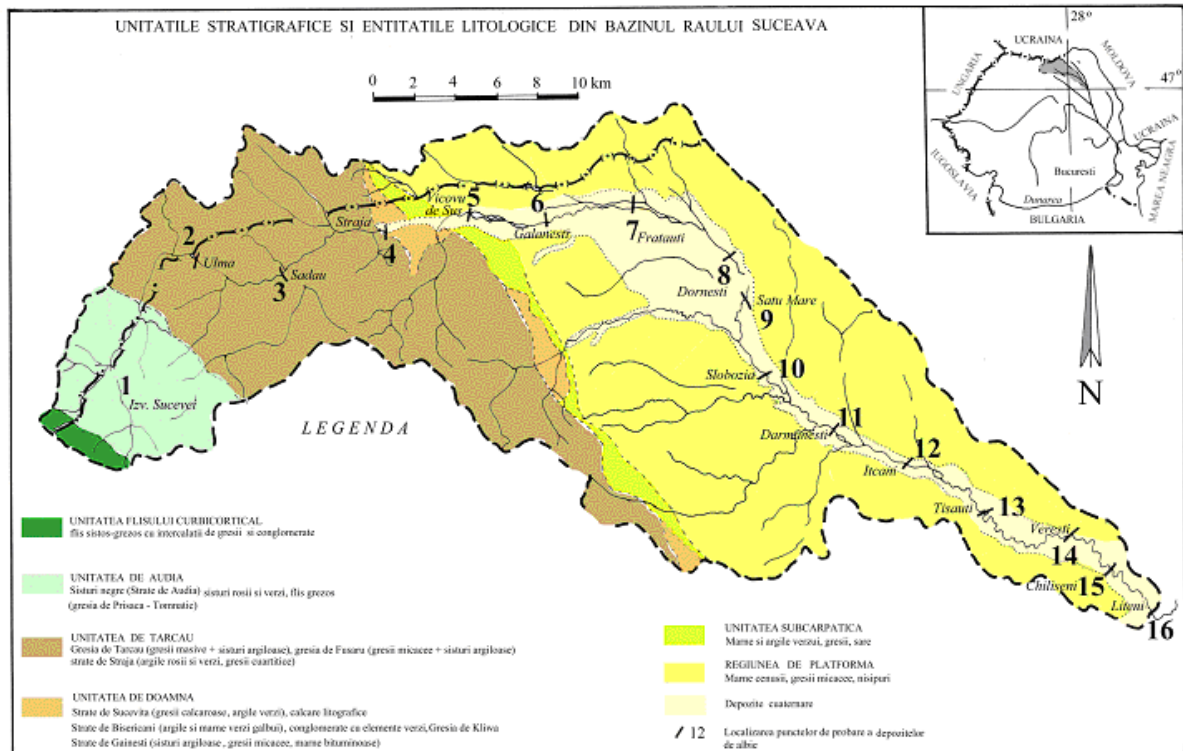 UNITATILE STRATIGRAFICE SI ENTITATILE LITOLOGICE DIN BAZINUL RAULUI SUCEAVA
0 2 4 6 8 10 km
28°
47°
UCRAINA
MOLDOVA
UNGARIA
UCRAINA
JUGOSLAVIA
Bucuresti
Dunarea
BULGARIA
MAREA NEAGRA
N
1
Izv. Sucevei
2
Ulma
3
Sadau
Straja
4
Vicovu
de Sus
5
6
Galanesti
7
Fratauti
8
Dornesti
Satu Mare
9
Slobozia
10
11
Darmanesti
12
Itcani
13
Tisauti
Veresti
14
Chiliseni
15
Liteni
16
LEGENDA
UNITATEA FLISULUI CURBICORTICAL
flis sistos-grezos cu intercalatii de gresii si conglomerate
UNITATEA DE AUDIA
Sisturi negre (Strate de Audia) sisturi rosii si verzi, flis grezos
(gresia de Prisaca - Tomnatic)
UNITATEA DE TARCAU
Gresia de Tarcau (gresii masive + sisturi argiloase), gresia de Fusaru (gresii micacee + sisturi argiloase)
strate de Straja (argile rosii si verzi, gresii cuartitice)
UNITATEA DE DOAMNA
Strate de Sucevita (gresii calcaroase, argile verzi), calcare litografice
Strate de Bisericani (argile si marne verzi galbui), conglomerate cu elemente verzi, Gresia de Kliwa
Strate de Gainesti (sisturi argiloase, gresii micacee, marne bituminoase)
UNITATEA SUBCARPATICA
Marne si argile verzui, gresii, sare
REGIUNEA DE PLATFORMA
Marne cenusii, gresii micacee, nisipuri
Depozite cuaternare
12 Localizarea punctelor de probare a depozitelor
de albie